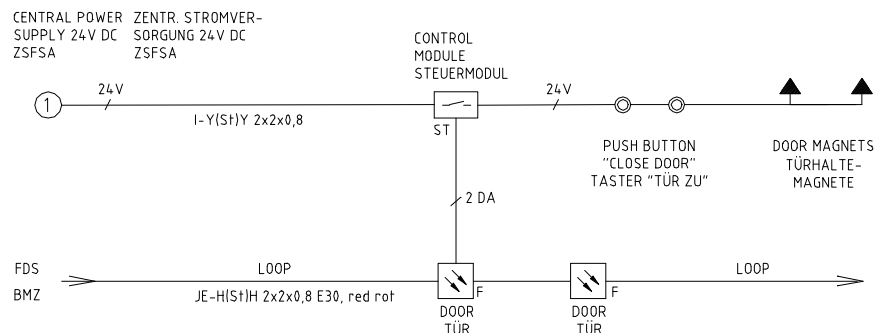 CENTRAL POWER
SUPPLY 24V DC
ZSFSA
ZENTR. STROMVER-
SORGUNG 24V DC
ZSFSA
CONTROL
MODULE
STEUERMODUL
1
24V
I-Y(St)Y 2x2x0,8
ST
24V
PUSH BUTTON
"CLOSE DOOR"
TASTER "TÜR ZU"
DOOR MAGNETS
TÜRHALTE-
MAGNETE
2 DA
FDS
BMZ
LOOP
JE-H(St)H 2x2x0,8 E30, red rot
F
DOOR
TÜR
F
DOOR
TÜR
LOOP